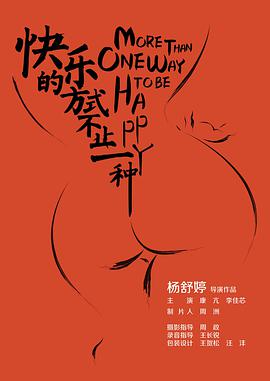 快乐的方式不止一种
MORE THAN
ONE WAY
TO BE
HAPPY
杨舒婷 导演作品
主 演 康 亢 李佳芯
制 片 人 周 洲
摄影指导 周 政
录音指导 王长锐
包装设计 王贺松 汪 沣